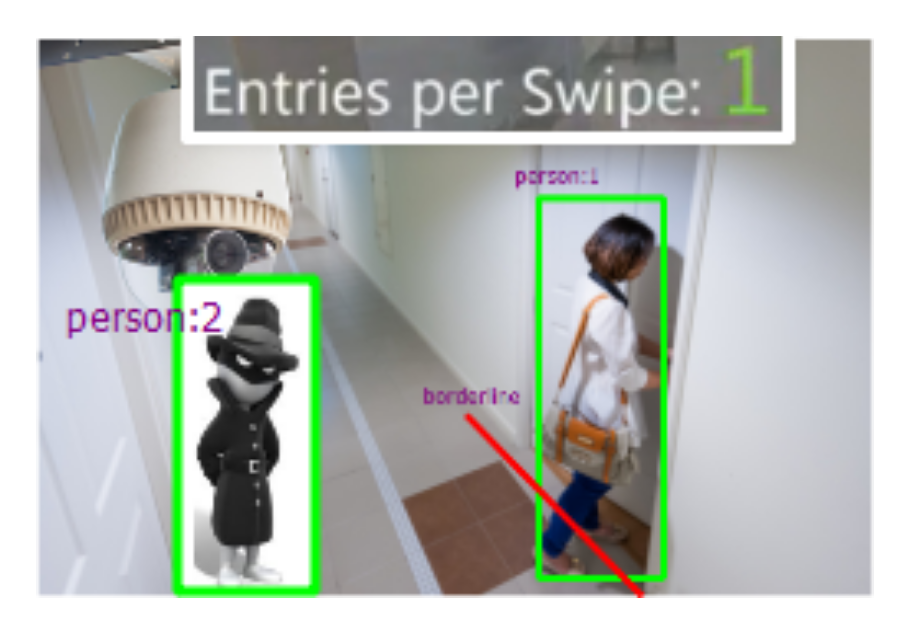 Entries per Swipe: 1
person:1
person:2
borderline